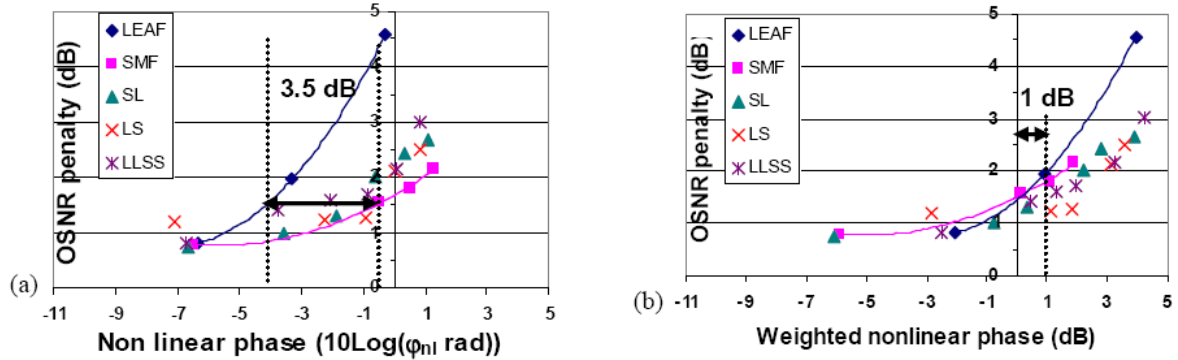 (a)
OSNR penalty (dB)
LEAF
SMF
SL
LS
LLSS
3.5 dB
5
4
3
2
1
0
-11 -9 -7 -5 -3 -1 1 3 5
Non linear phase (10Log(φnl rad))
(b)
OSNR penalty (dB)
LEAF
SMF
SL
LS
LLSS
1 dB
5
4
3
2
1
0
-11 -9 -7 -5 -3 -1 1 3 5
Weighted nonlinear phase (dB)